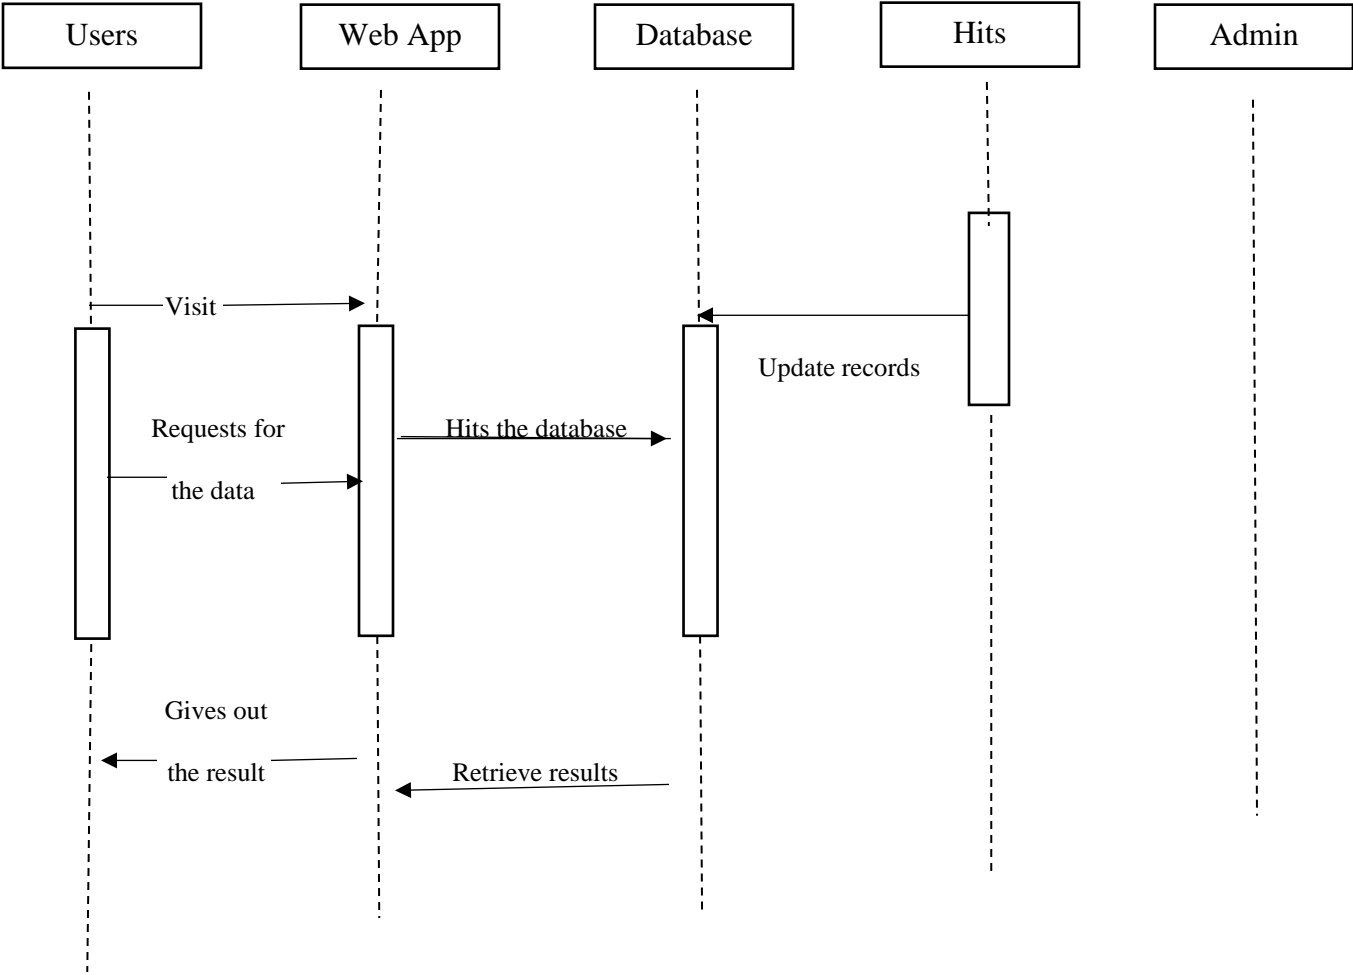 Users
Web App
Database
Hits
Admin
Visit
Update records
Requests for
the data
Hits the database
Gives out
the result
Retrieve results